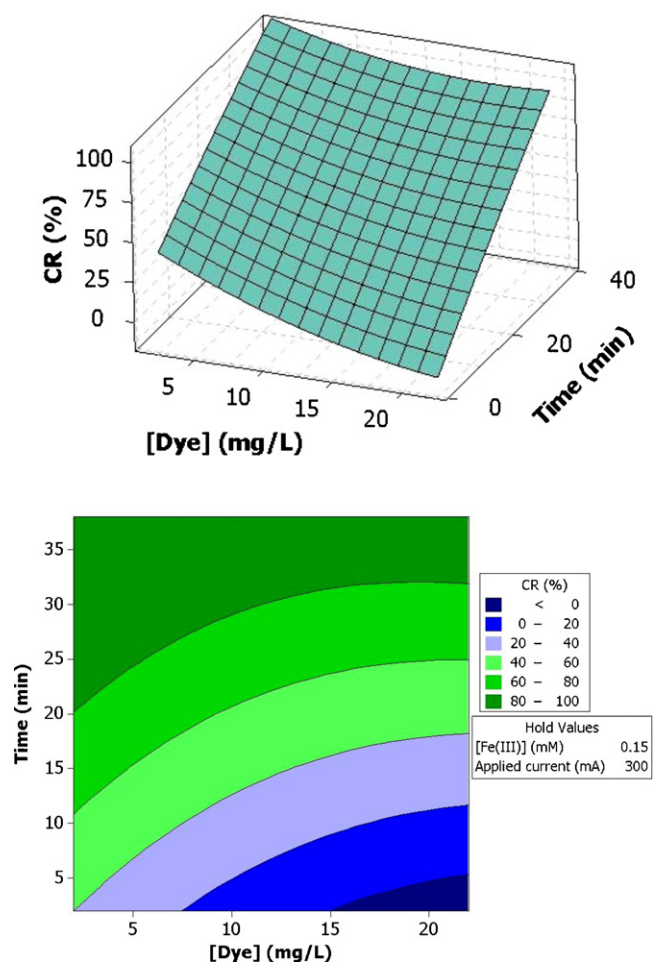 100
75
50
25
0
CR (%)
5
10
15
20
[Dye] (mg/L)
0
20
40
Time (min)
35
30
25
20
15
10
5
Time (min)
5
10
15
20
[Dye] (mg/L)
CR (%)
< 0
0 – 20
20 – 40
40 – 60
60 – 80
80 – 100
Hold Values
[Fe(III)] (mM) 0.15
Applied current (mA) 300